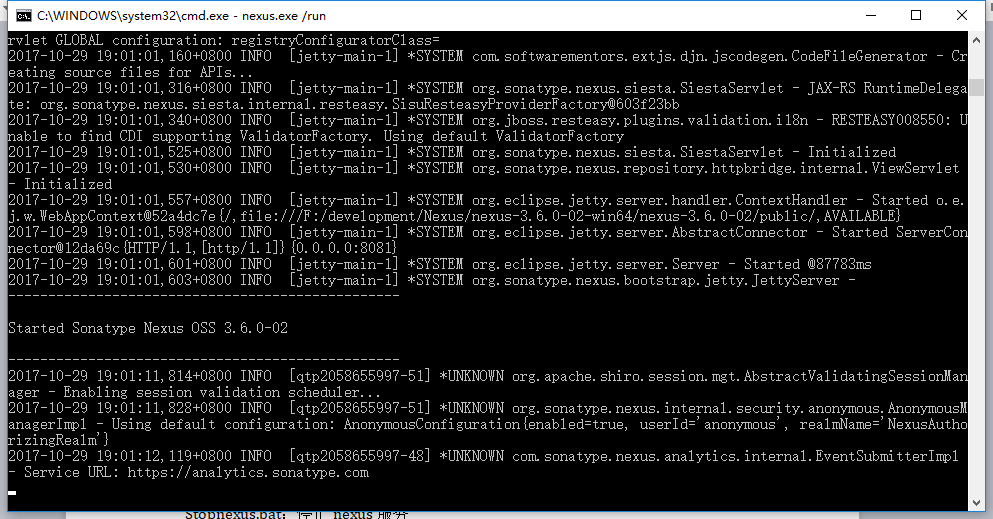 C:\WINDOWS\system32\cmd.exe - nexus.exe /run
rvlet GLOBAL configuration: registryConfiguratorClass=
2017-10-29 19:01:01,160+0800 INFO  [jetty-main-1] *SYSTEM com.softwarementors.extjs.djn.jscodegen.CodeFileGenerator - Cr
eating source files for APIs...
2017-10-29 19:01:01,316+0800 INFO  [jetty-main-1] *SYSTEM org.sonatype.nexus.siesta.SiestaServlet - JAX-RS RuntimeDelega
te: org.sonatype.nexus.siesta.internal.resteasy.SisuResteasyProviderFactory@603f23bb
2017-10-29 19:01:01,340+0800 INFO  [jetty-main-1] *SYSTEM org.jboss.resteasy.plugins.validation.i18n - RESTEASY008550: U
nable to find CDI supporting ValidatorFactory. Using default ValidatorFactory
2017-10-29 19:01:01,525+0800 INFO  [jetty-main-1] *SYSTEM org.sonatype.nexus.siesta.SiestaServlet - Initialized
2017-10-29 19:01:01,530+0800 INFO  [jetty-main-1] *SYSTEM org.sonatype.nexus.repository.httpbridge.internal.ViewServlet
- Initialized
2017-10-29 19:01:01,557+0800 INFO  [jetty-main-1] *SYSTEM org.eclipse.jetty.server.handler.ContextHandler - Started o.e.
j.w.WebAppContext@52a4dc7e{/,file:///F:/development/Nexus/nexus-3.6.0-02-win64/nexus-3.6.0-02/public/,AVAILABLE}
2017-10-29 19:01:01,598+0800 INFO  [jetty-main-1] *SYSTEM org.eclipse.jetty.server.AbstractConnector - Started ServerCon
nector@12da69c{HTTP/1.1,[http/1.1]}{0.0.0.0:8081}
2017-10-29 19:01:01,601+0800 INFO  [jetty-main-1] *SYSTEM org.eclipse.jetty.server.Server - Started @87783ms
2017-10-29 19:01:01,603+0800 INFO  [jetty-main-1] *SYSTEM org.sonatype.nexus.bootstrap.jetty.JettyServer -
-------------------------------------------------
Started Sonatype Nexus OSS 3.6.0-02
-------------------------------------------------
2017-10-29 19:01:11,814+0800 INFO  [qtp2058655997-51] *UNKNOWN org.apache.shiro.session.mgt.AbstractValidatingSessionMan
ager - Enabling session validation scheduler...
2017-10-29 19:01:11,828+0800 INFO  [qtp2058655997-51] *UNKNOWN org.sonatype.nexus.internal.security.anonymous.AnonymousM
anagerImpl - Using default configuration: AnonymousConfiguration{enabled=true, userId='anonymous', realmName='NexusAutho
rizingRealm'}
2017-10-29 19:01:12,119+0800 INFO  [qtp2058655997-48] *UNKNOWN com.sonatype.nexus.analytics.internal.EventSubmitterImpl
- Service URL: https://analytics.sonatype.com
Stopnexus.bat: 停止 nexus 服务